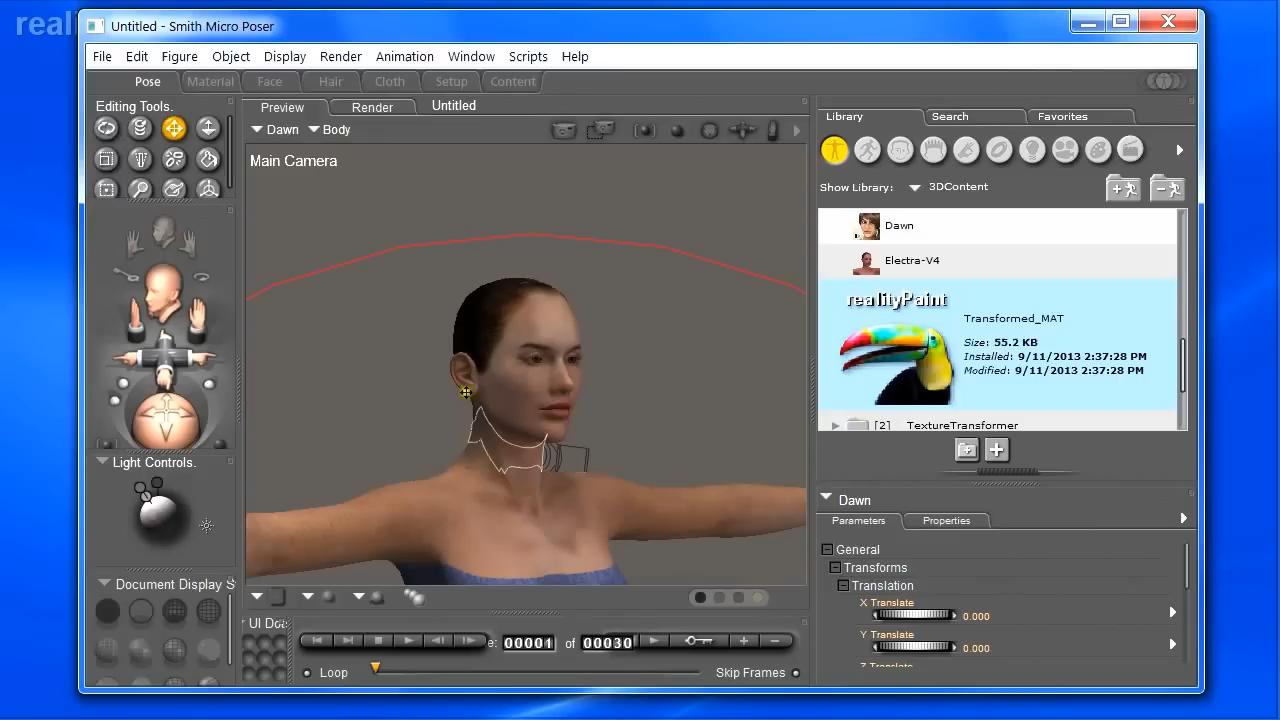 reali
Untitled - Smith Micro Poser
File Edit Figure Object Display Render Animation Window Scripts Help
Pose Material Face Hair Cloth Setup Content
Editing Tools.
Preview Render Untitled
Dawn Body
Main Camera
Library Search Favorites
Show Library: 3DContent
Dawn
Electra-V4
realityPaint
Transformed_MAT
Size: 55.2 KB
Installed: 9/11/2013 2:37:28 PM
Modified: 9/11/2013 2:37:28 PM
[2] TextureTransformer
Light Controls.
Dawn
Parameters Properties
General
Transforms
Translation
X Translate
0.000
Y Translate
0.000
Z Translate
Document Display S
UI Dot
e: 00001 of 00030
Loop
Skip Frames